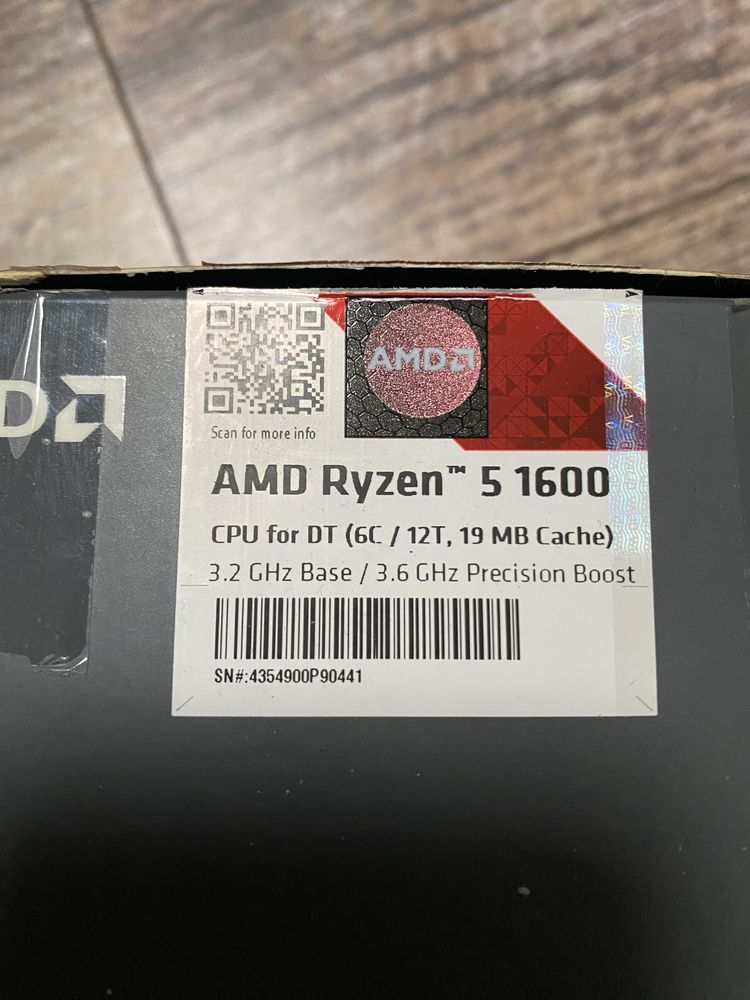 Scan for more info
AMD
AMD Ryzen™ 5 1600
CPU for DT (6C / 12T, 19 MB Cache)
3.2 GHz Base / 3.6 GHz Precision Boost
SN#:4354900P90441